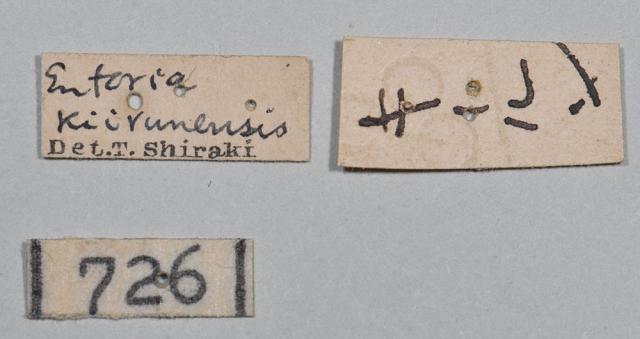 Entoria
kiirunensis
Det.T. Shiraki
726